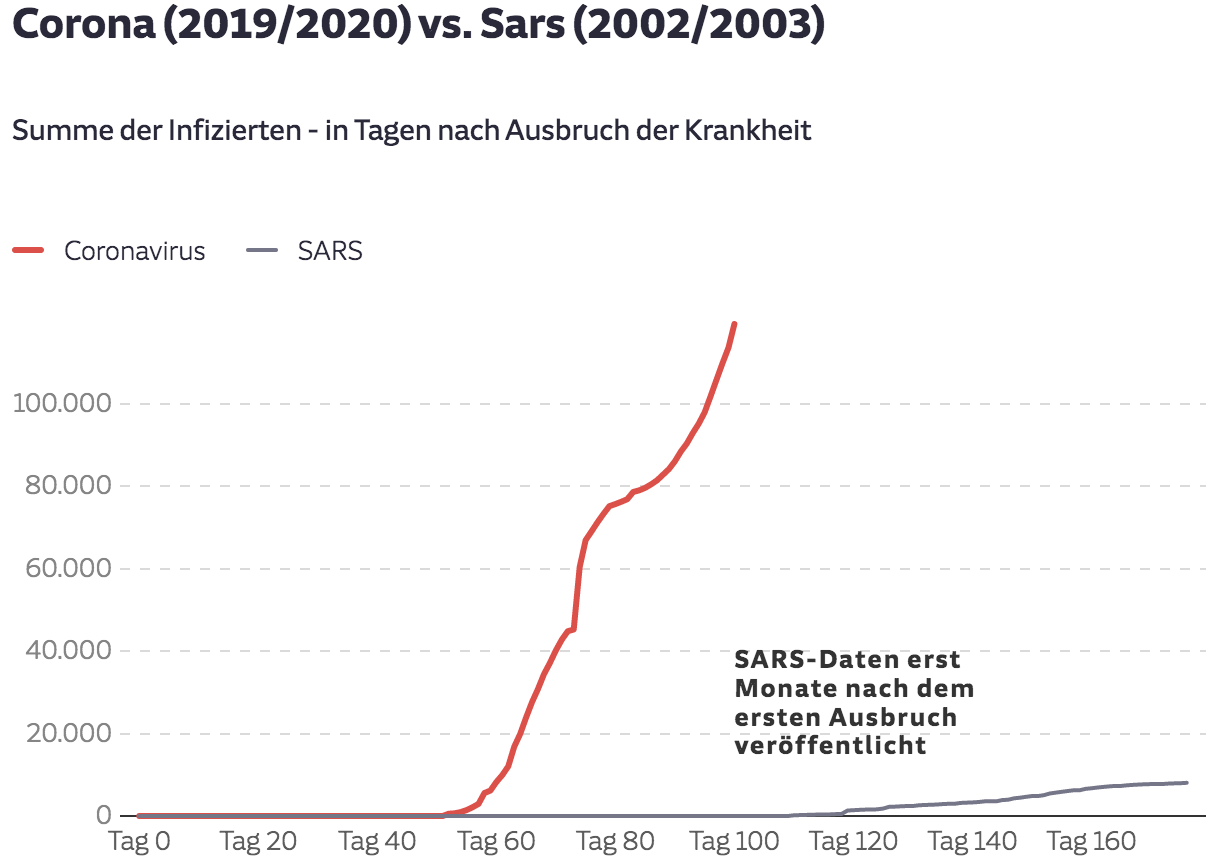 Corona (2019/2020) vs. Sars (2002/2003)
Summe der Infizierten - in Tagen nach Ausbruch der Krankheit
Coronavirus SARS
100.000
80.000
60.000
40.000
SARS-Daten erst
Monate nach dem
ersten Ausbruch
20.000
veröffentlicht
0
Tag 0 Tag 20 Tag 40 Tag 60 Tag 80 Tag 100 Tag 120 Tag 140 Tag 160